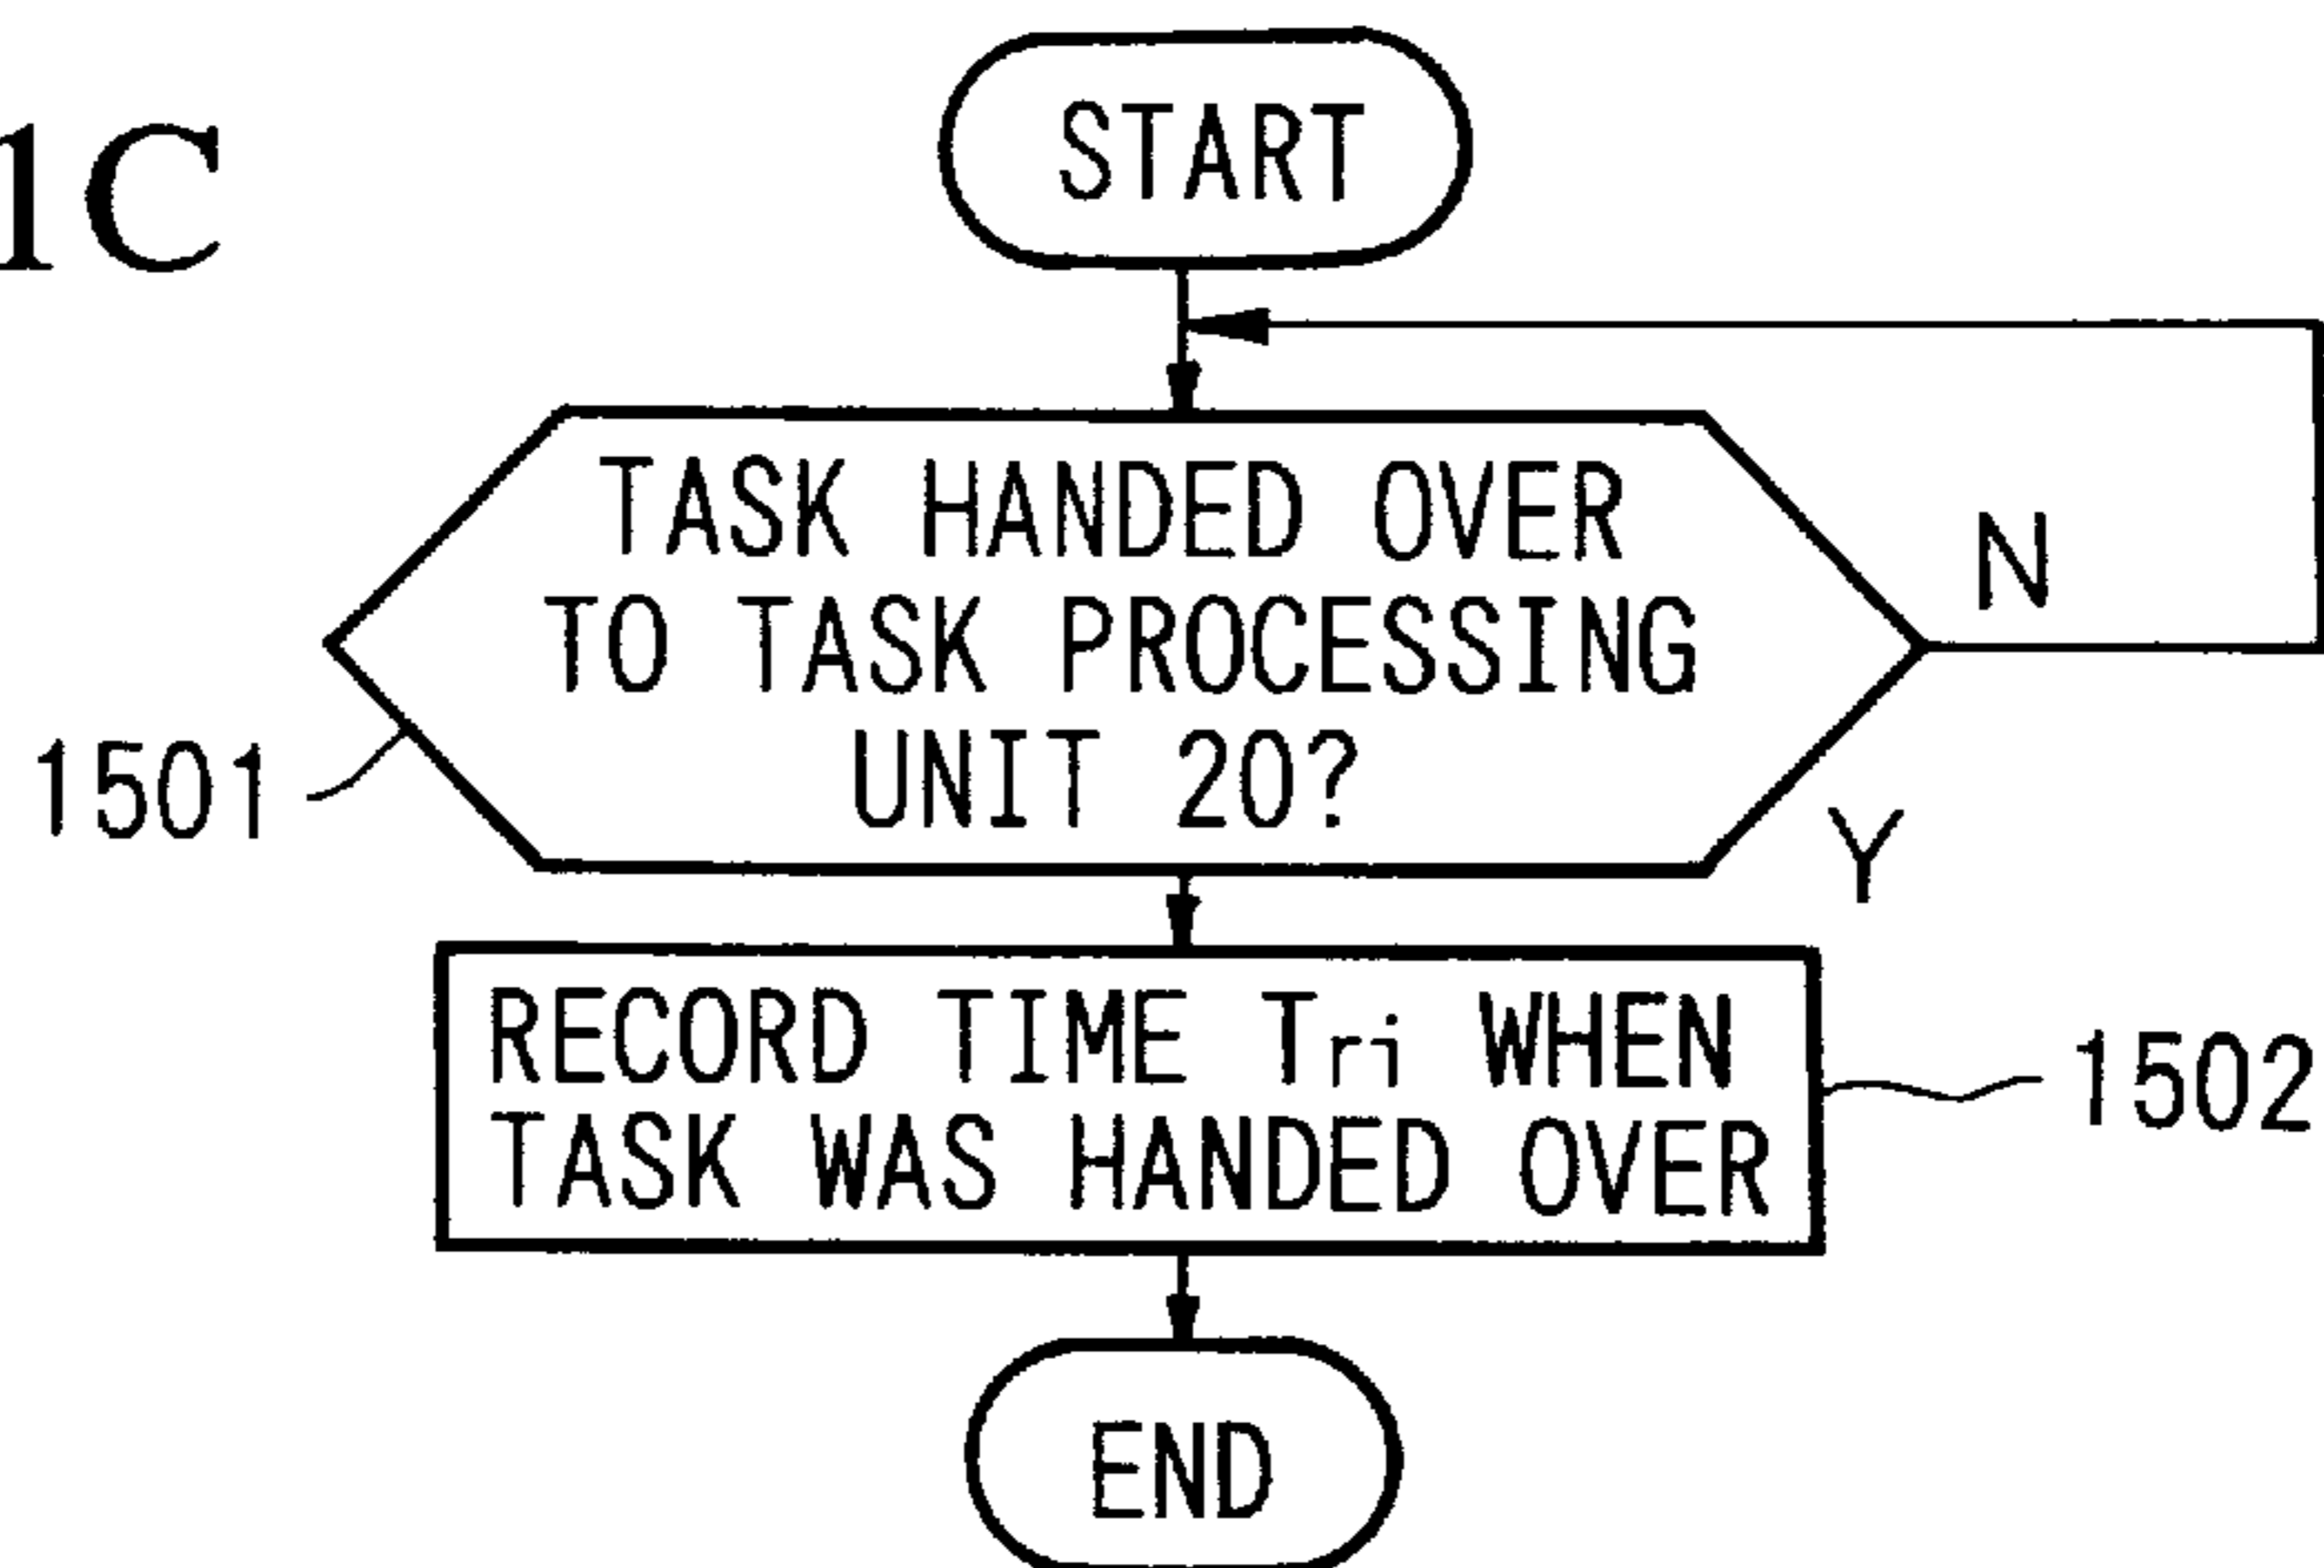 1C
START
TASK HANDED OVER
TO TASK PROCESSING
UNIT 20?
N
1501
Y
RECORD TIME Tri WHEN
TASK WAS HANDED OVER
1502
END